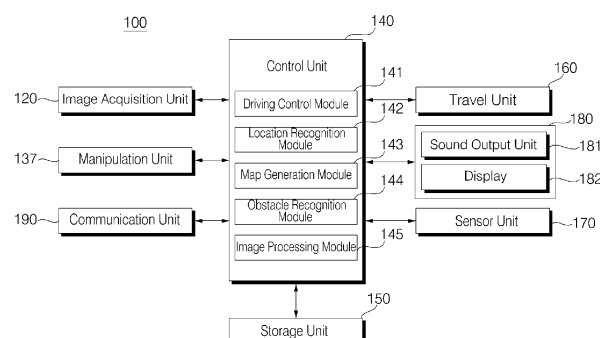 100
140
Control Unit
141
Driving Control Module
142
Location Recognition
Module
143
Map Generation Module
144
Obstacle Recognition
Module
Image Processing Module
145
120
Image Acquisition Unit
137
Manipulation Unit
190
Communication Unit
160
Travel Unit
180
Sound Output Unit
181
Display
182
Sensor Unit
170
150
Storage Unit